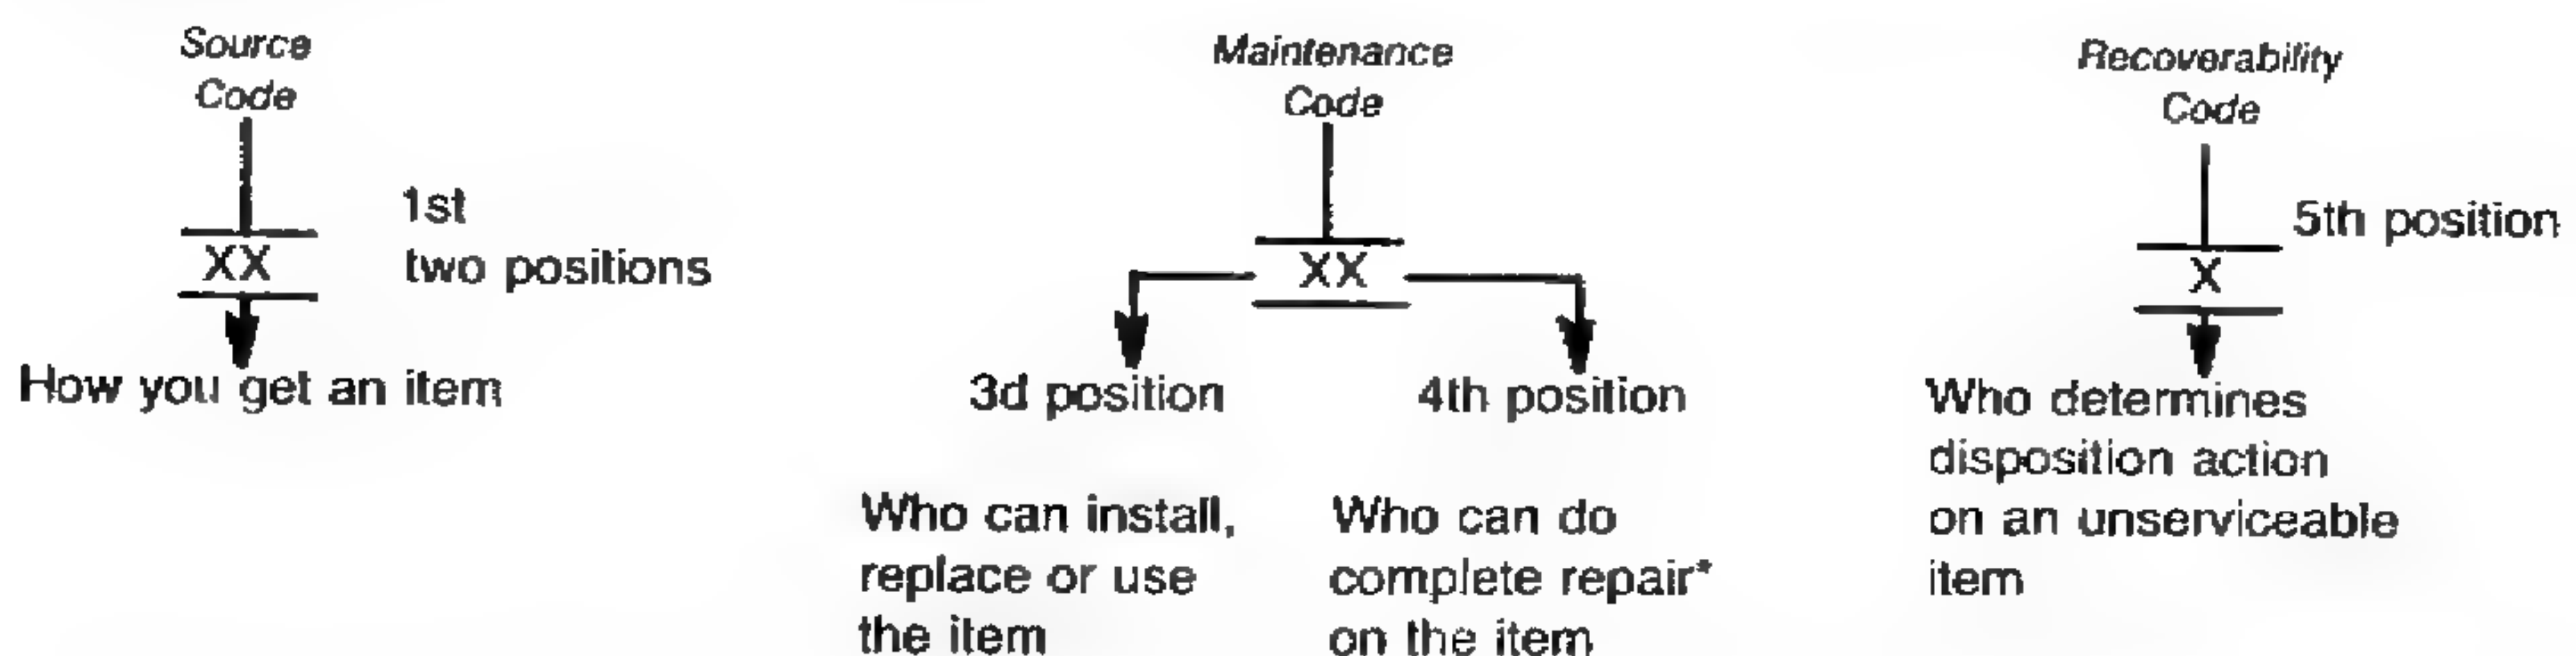 Source
Code
XX
1st
two positions
How you get an item
Maintenance
Code
XX
3d position
Who can install,
replace or use
the item
4th position
Who can do
complete repair*
on the item
Recoverability
Code
5th position
X
Who determines
disposition action
on an unserviceable
item